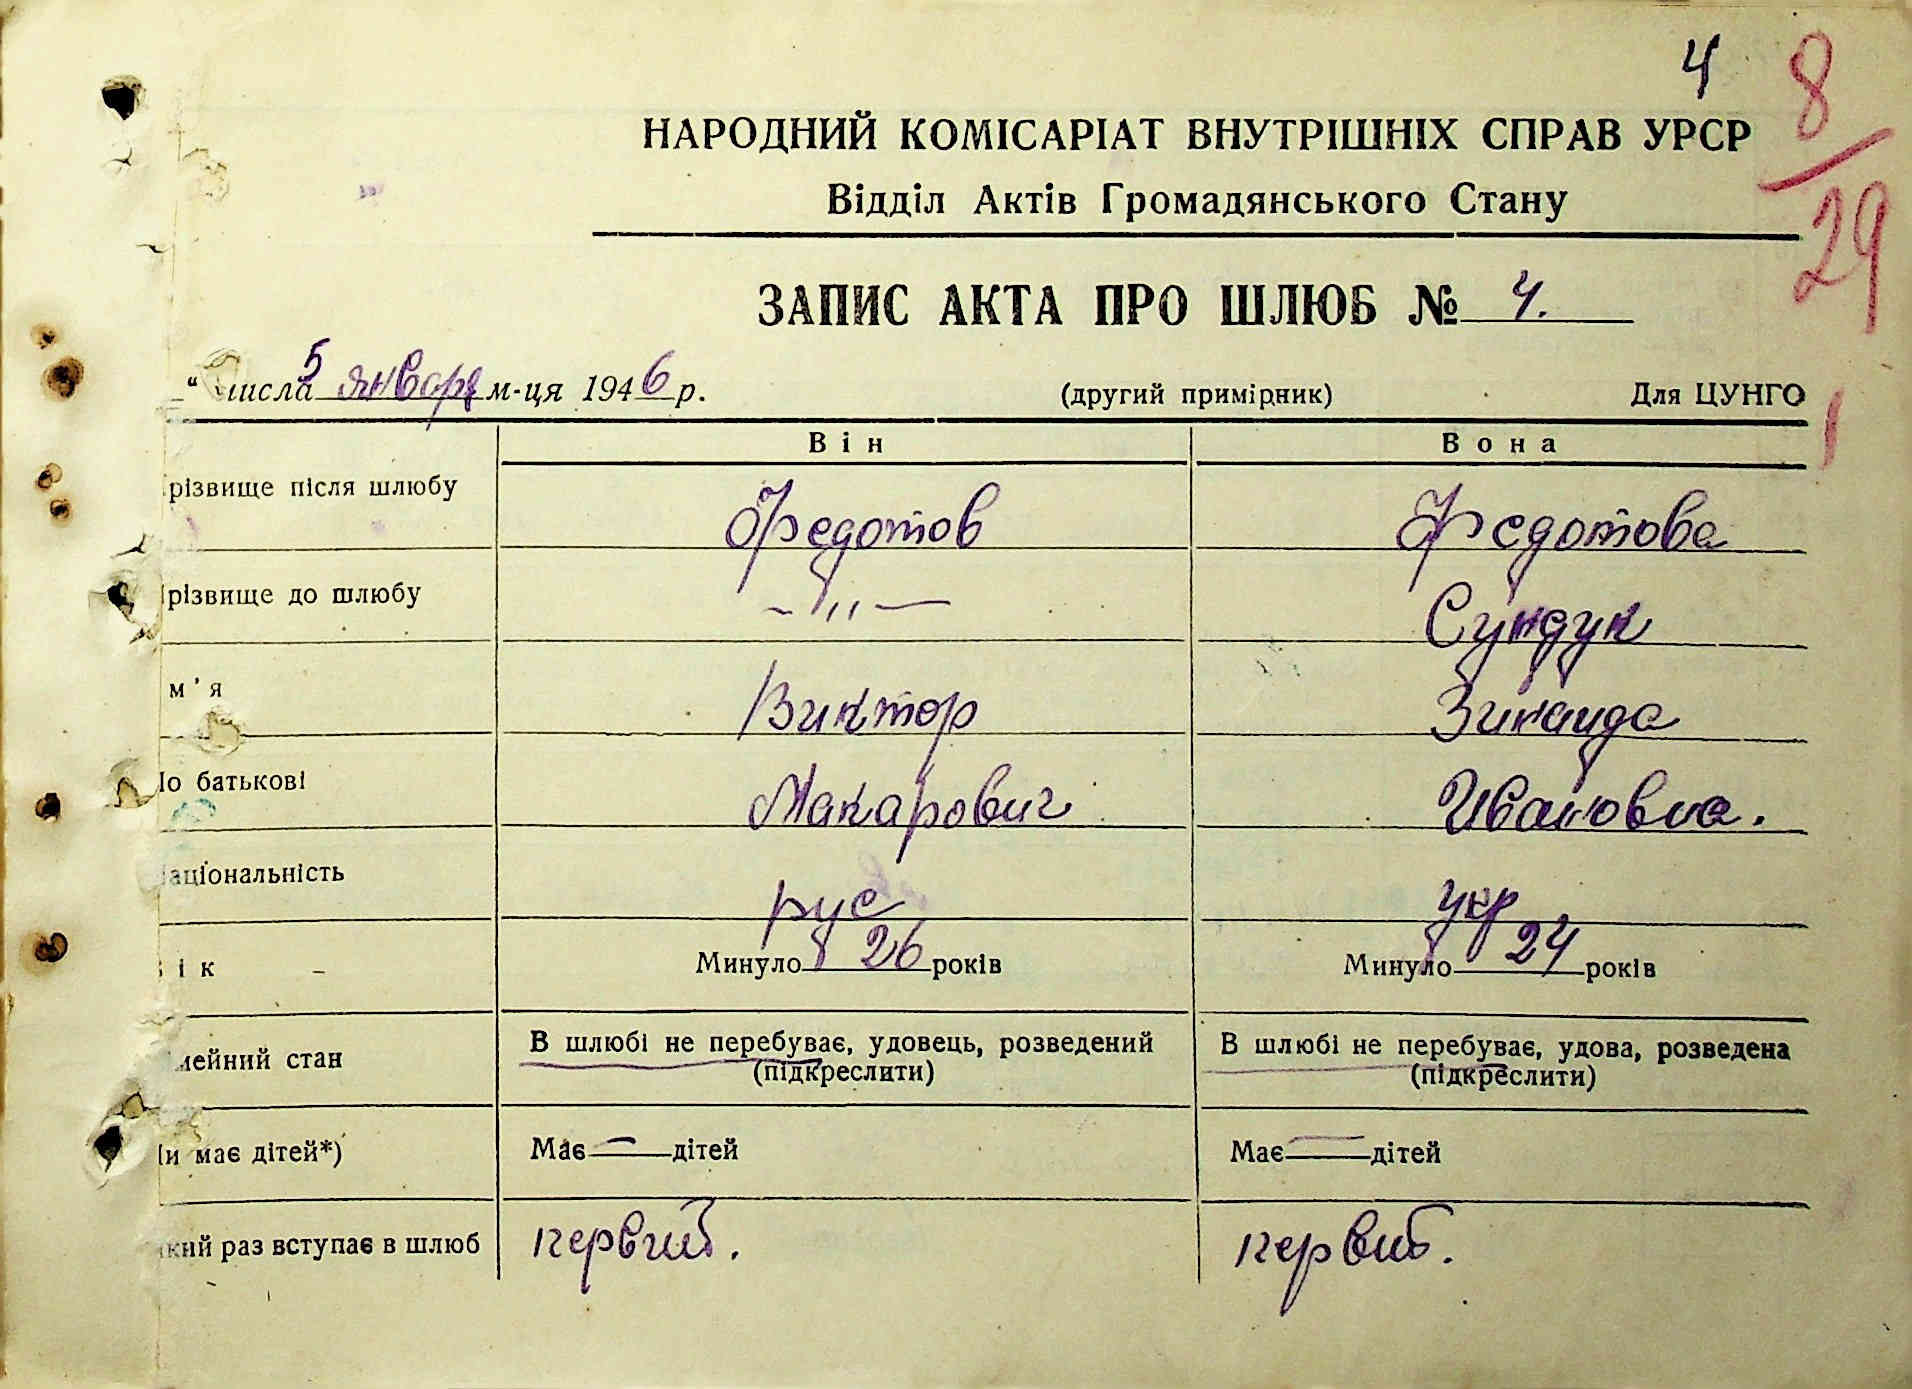 4
8/29
НАРОДНИЙ КОМІСАРІАТ ВНУТРІШНІХ СПРАВ УРСР
Відділ Актів Громадянського Стану
ЗАПИС АКТА ПРО ШЛЮБ № 4.
" числа 5 января м-ця 1946 р. (другий примірник) Для ЦУНГО
1
Він Вона
різвище після шлюбу Федотов Федотова
різвище до шлюбу – " — Сундук
м'я Виктор Зинаида
По батькові Макарович Ивановна.
аціональність рус укр
ік Минуло 26 років Минуло 24 років
мейний стан В шлюбі не перебуває, удовець, розведений В шлюбі не перебуває, удова, розведена
(підкреслити) (підкреслити)
и має дітей*) Має — дітей Має — дітей
кий раз вступає в шлюб первий. первий.